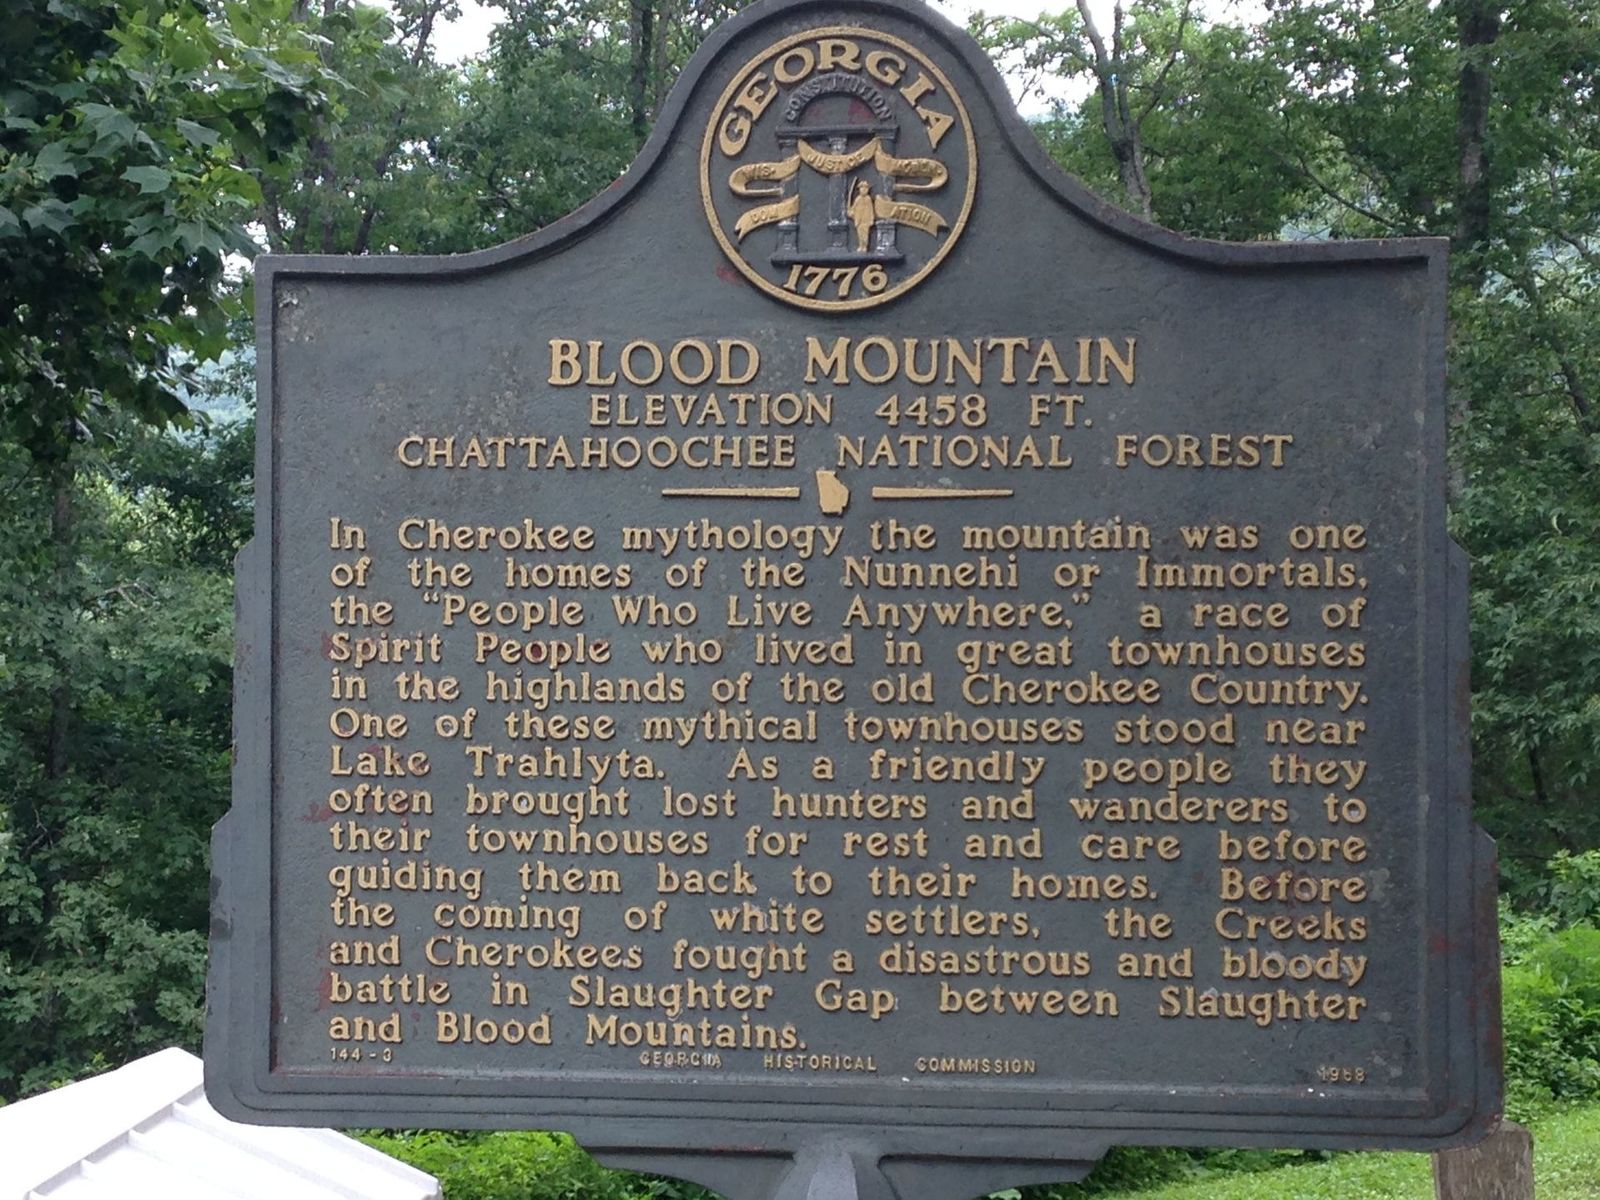 GEORGIA
CONSTITUTION
WIS- JUSTICE MOD-
DOM ATION
1776
BLOOD MOUNTAIN
ELEVATION 4458 FT.
CHATTAHOOCHEE NATIONAL FOREST
In Cherokee mythology the mountain was one
of the homes of the Nunnehi or Immortals,
the "People Who Live Anywhere," a race of
Spirit People who lived in great townhouses
in the highlands of the old Cherokee Country.
One of these mythical townhouses stood near
Lake Trahlyta. As a friendly people they
often brought lost hunters and wanderers to
their townhouses for rest and care before
guiding them back to their homes. Before
the coming of white settlers, the Creeks
and Cherokees fought a disastrous and bloody
battle in Slaughter Gap between Slaughter
and Blood Mountains.
144-3 GEORGIA HISTORICAL COMMISSION